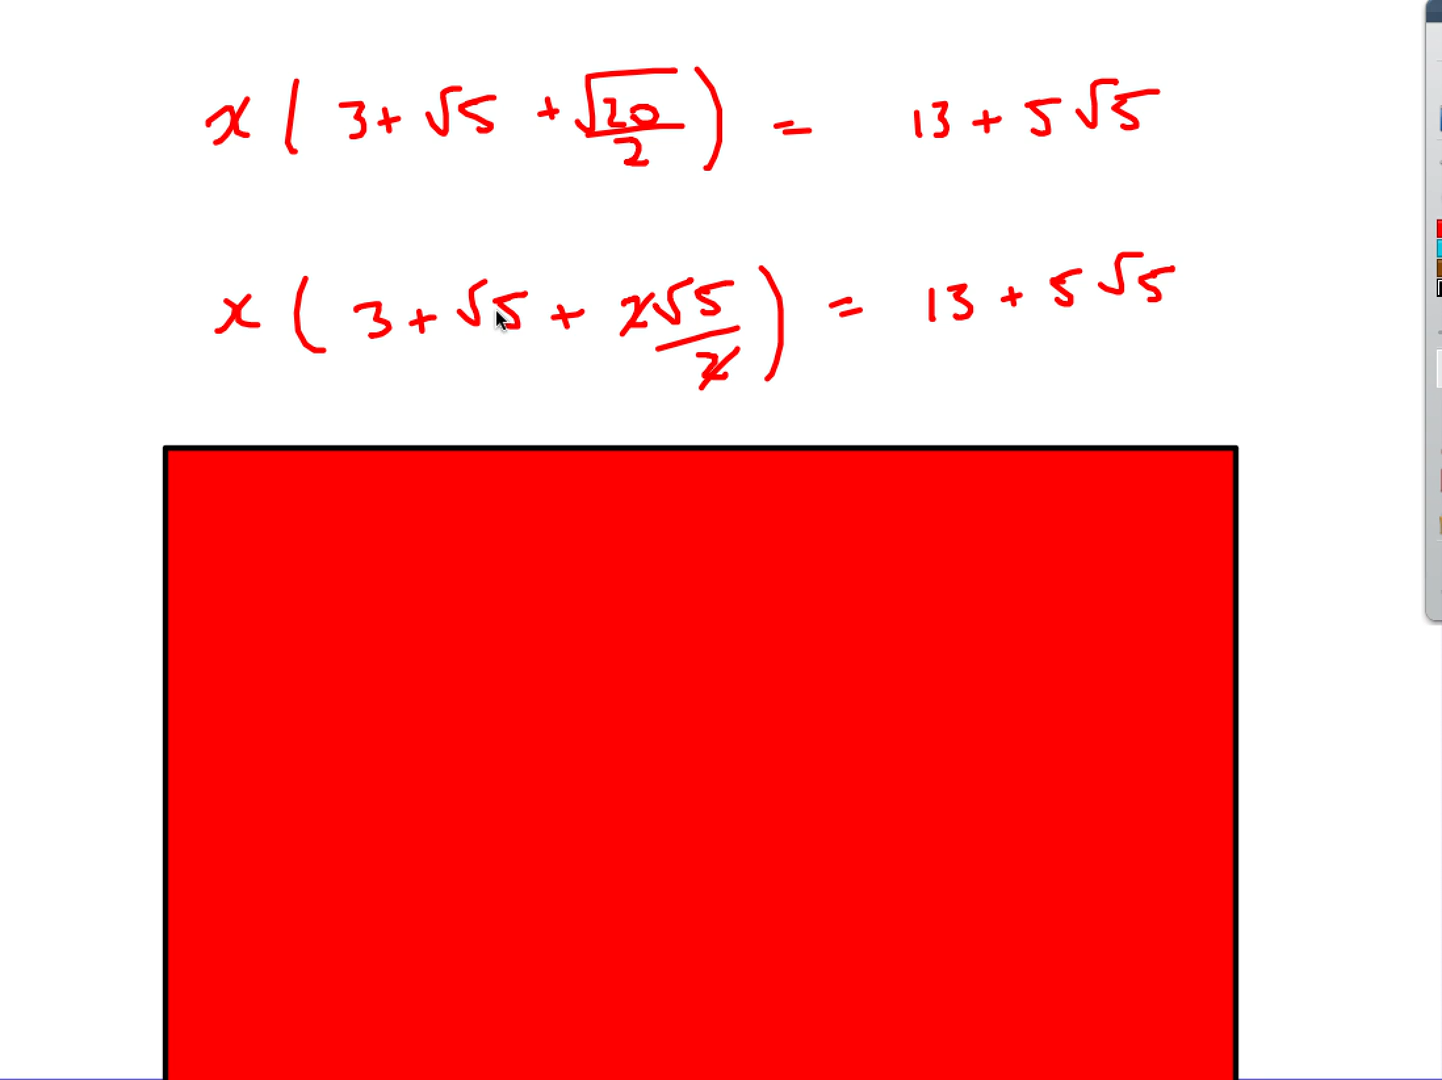 x ( 3 + √5 + √20/2 ) = 13 + 5√5
x ( 3 + √5 + 2√5/2 ) = 13 + 5√5